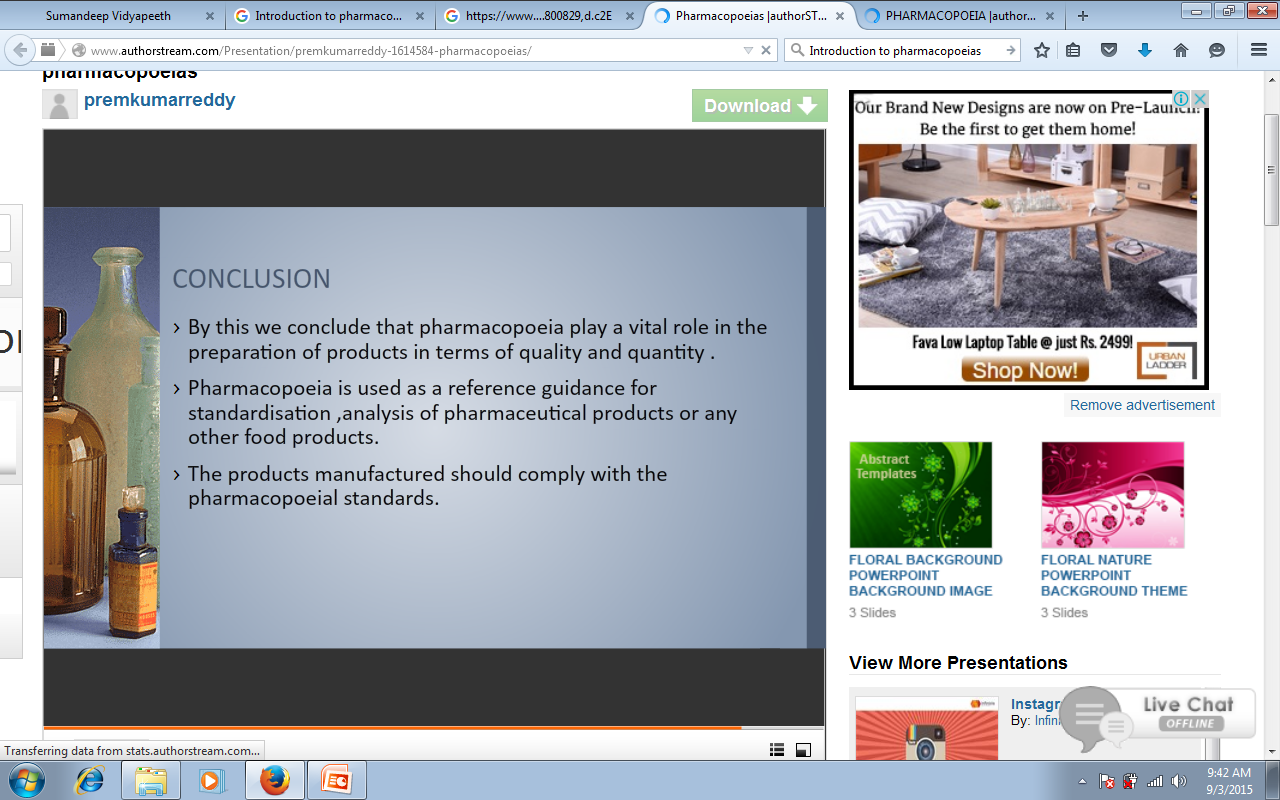 Sumandeep Vidyapeeth
Introduction to pharmaco...
https://www....800829,d.c2E
Pharmacopoeias |authorST...
PHARMACOPOEIA |author...
www.authorstream.com/Presentation/premkumarreddy-1614584-pharmacopoeias/
Introduction to pharmacopoeias
pharmacopoeias
premkumarreddy
Download
CONCLUSION
› By this we conclude that pharmacopoeia play a vital role in the
preparation of products in terms of quality and quantity .
› Pharmacopoeia is used as a reference guidance for
standardisation ,analysis of pharmaceutical products or any
other food products.
› The products manufactured should comply with the
pharmacopoeial standards.
Our Brand New Designs are now on Pre-Launch!
Be the first to get them home!
Fava Low Laptop Table @ just Rs. 2499!
Shop Now!
URBAN
LADDER
Remove advertisement
Abstract
Templates
FLORAL BACKGROUND
POWERPOINT
BACKGROUND IMAGE
3 Slides
FLORAL NATURE
POWERPOINT
BACKGROUND THEME
3 Slides
View More Presentations
Instagr
By: Infini
Live Chat
OFFLINE
Transferring data from stats.authorstream.com...
9:42 AM
9/3/2015